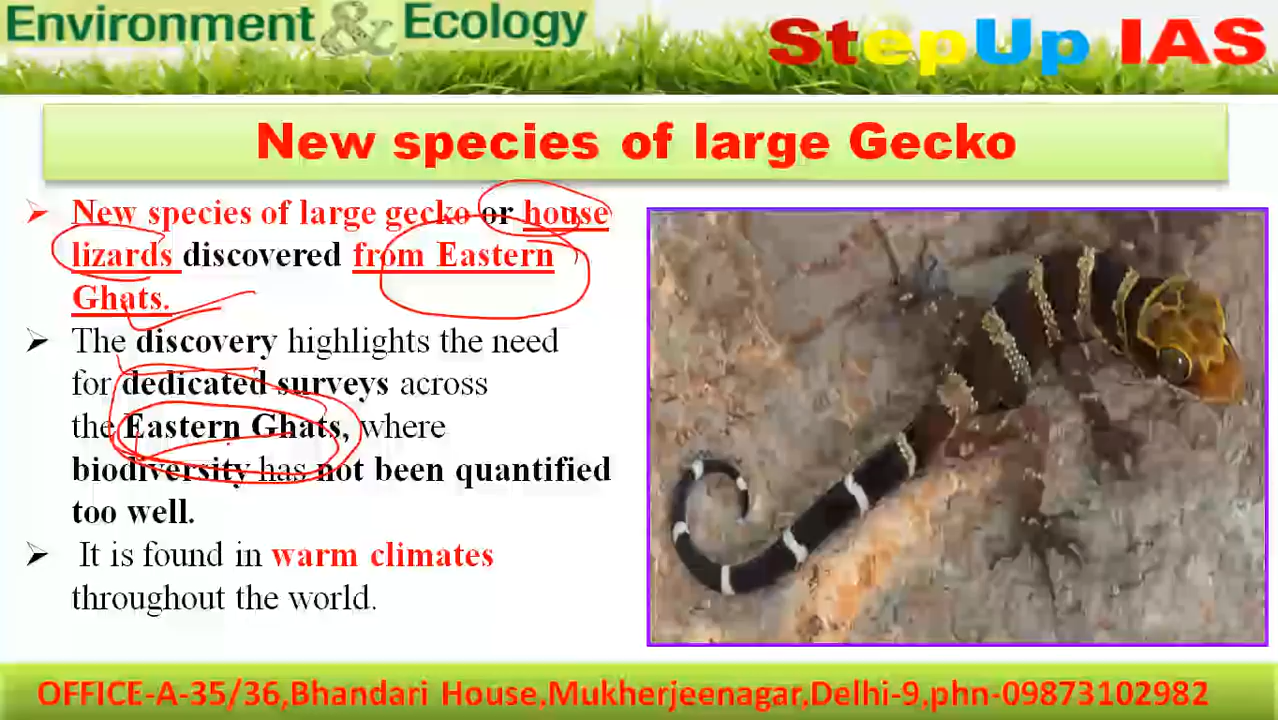 Environment & Ecology
StepUp IAS
New species of large Gecko
New species of large gecko or house
lizards discovered from Eastern
Ghats.
The discovery highlights the need
for dedicated surveys across
the Eastern Ghats, where
biodiversity has not been quantified
too well.
It is found in warm climates
throughout the world.
OFFICE-A-35/36,Bhandari House,Mukherjeenagar,Delhi-9,phn-09873102982